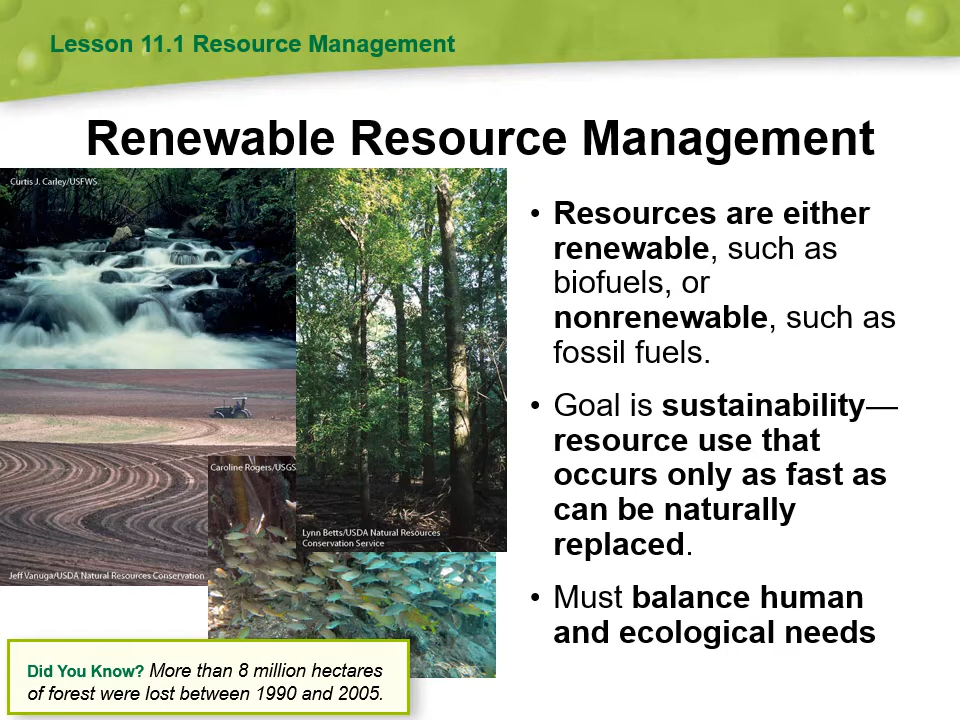 Lesson 11.1 Resource Management
Renewable Resource Management
Curtis J. Carley/USFWS
Jeff Vanuga/USDA Natural Resources Conservation
Caroline Rogers/USGS
Lynn Betts/USDA Natural Resources
Conservation Service
• Resources are either
renewable, such as
biofuels, or
nonrenewable, such as
fossil fuels.
• Goal is sustainability—
resource use that
occurs only as fast as
can be naturally
replaced.
• Must balance human
and ecological needs
Did You Know? More than 8 million hectares
of forest were lost between 1990 and 2005.